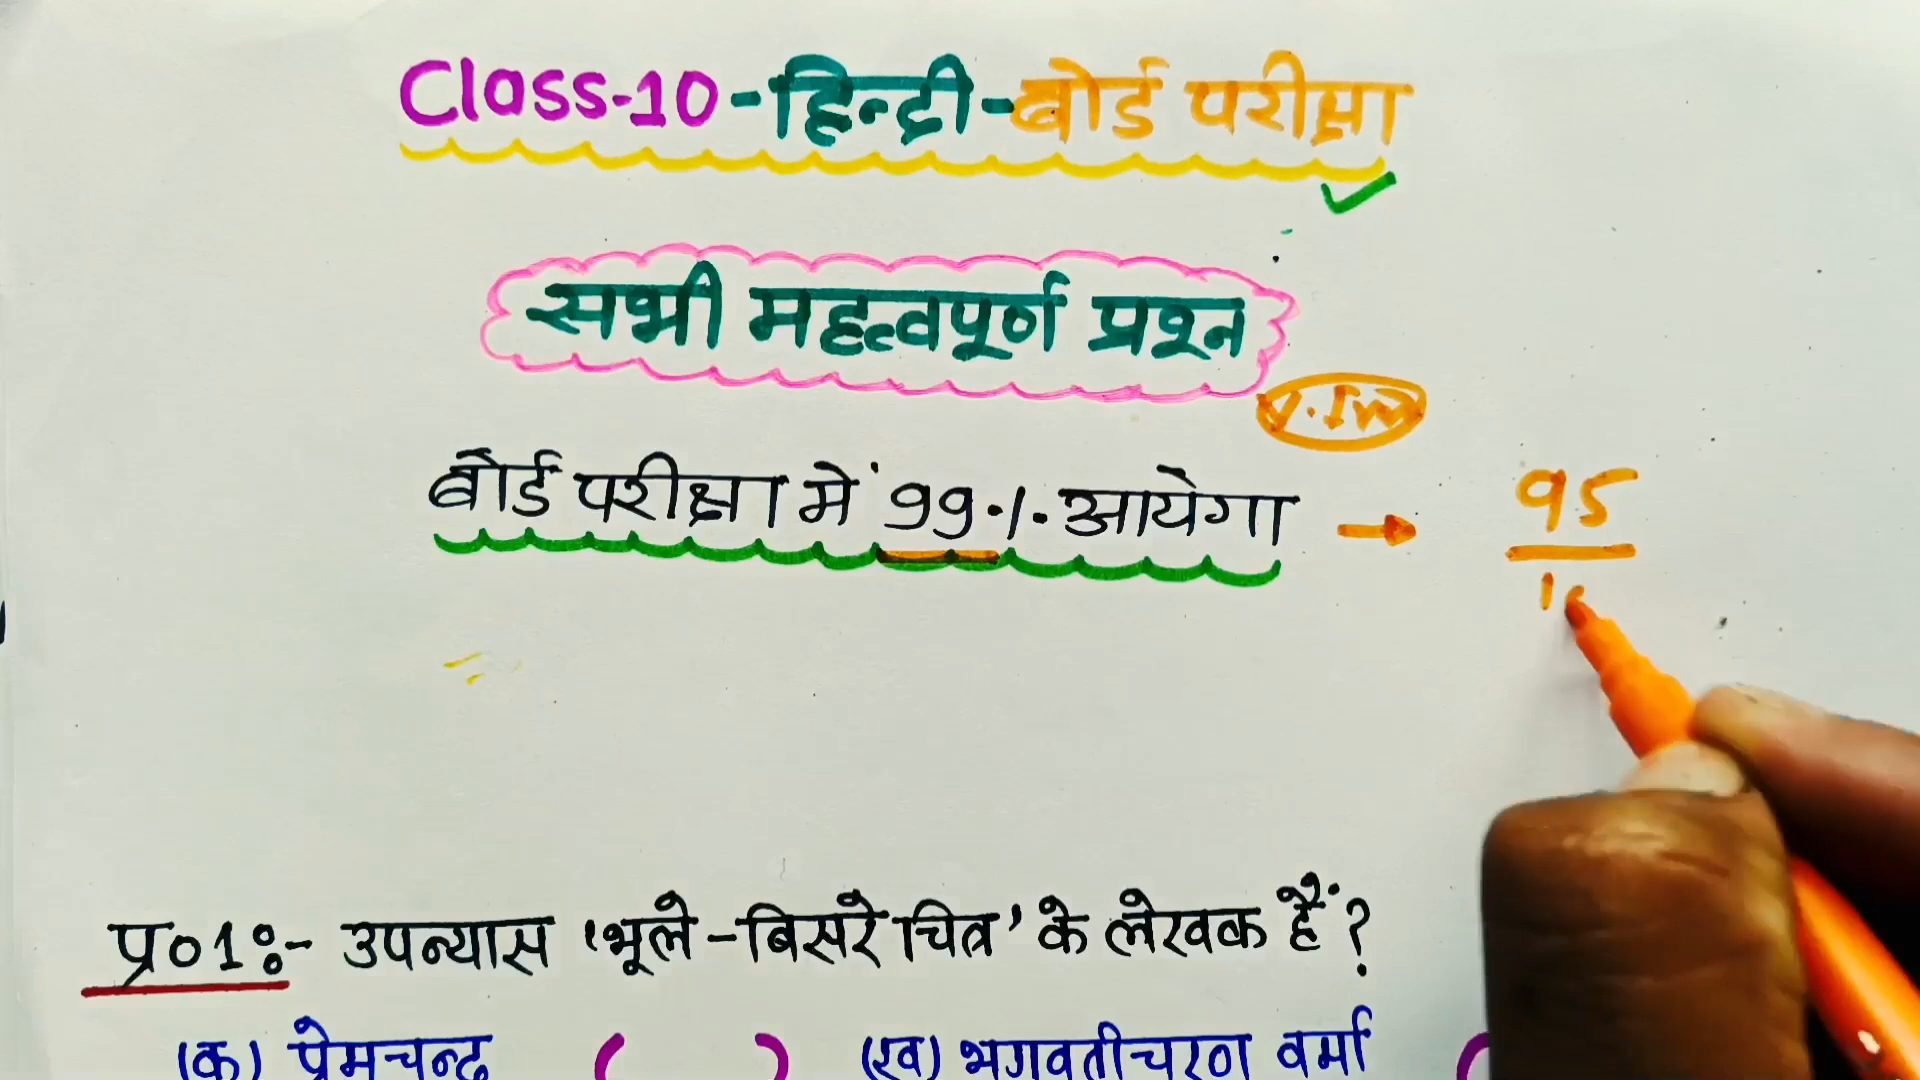 Class-10-हिन्दी-बोर्ड परीक्षा
सभी महत्वपूर्ण प्रश्न
बोर्ड परीक्षा में 99.1. आयेगा → 95
प्र०1ः- उपन्यास 'भूले-बिसरे चित्र' के लेखक हैं?
(क) प्रेमचन्द ( ) (ख) भगवतीचरण वर्मा (